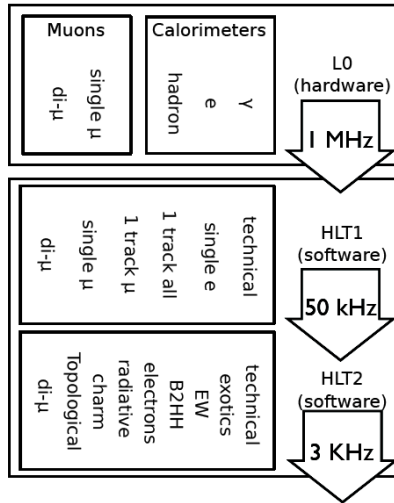 Muons
single μ
di-μ
Calorimeters
γ
e
hadron
L0
(hardware)
1 MHz
technical
single e
1 track all
1 track μ
single μ
di-μ
HLT1
(software)
50 kHz
technical
exotics
EW
B2HH
electrons
radiative
charm
Topological
di-μ
HLT2
(software)
3 KHz